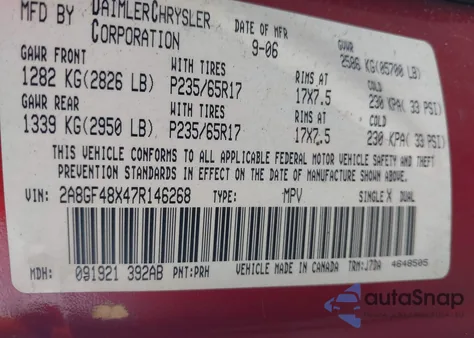 MFD BY DAIMLERCHRYSLER CORPORATION DATE OF MFR 9-06 GVWR 2586 KG(05700 LB)
GAWR FRONT WITH TIRES RIMS AT COLD
1282 KG(2826 LB) P235/65R17 17X7.5 230 KPA( 33 PSI)
GAWR REAR WITH TIRES RIMS AT COLD
1339 KG(2950 LB) P235/65R17 17X7.5 230 KPA( 33 PSI)
THIS VEHICLE CONFORMS TO ALL APPLICABLE FEDERAL MOTOR VEHICLE SAFETY AND THEFT
PREVENTION STANDARDS IN EFFECT ON THE DATE OF MANUFACTURE SHOWN ABOVE.
VIN: 2A8GF48X47R146268 TYPE: MPV SINGLE X DUAL
MDH: 091921 392AB PNT:PRH VEHICLE MADE IN CANADA TRM:J7DA 4648505
autoSnap